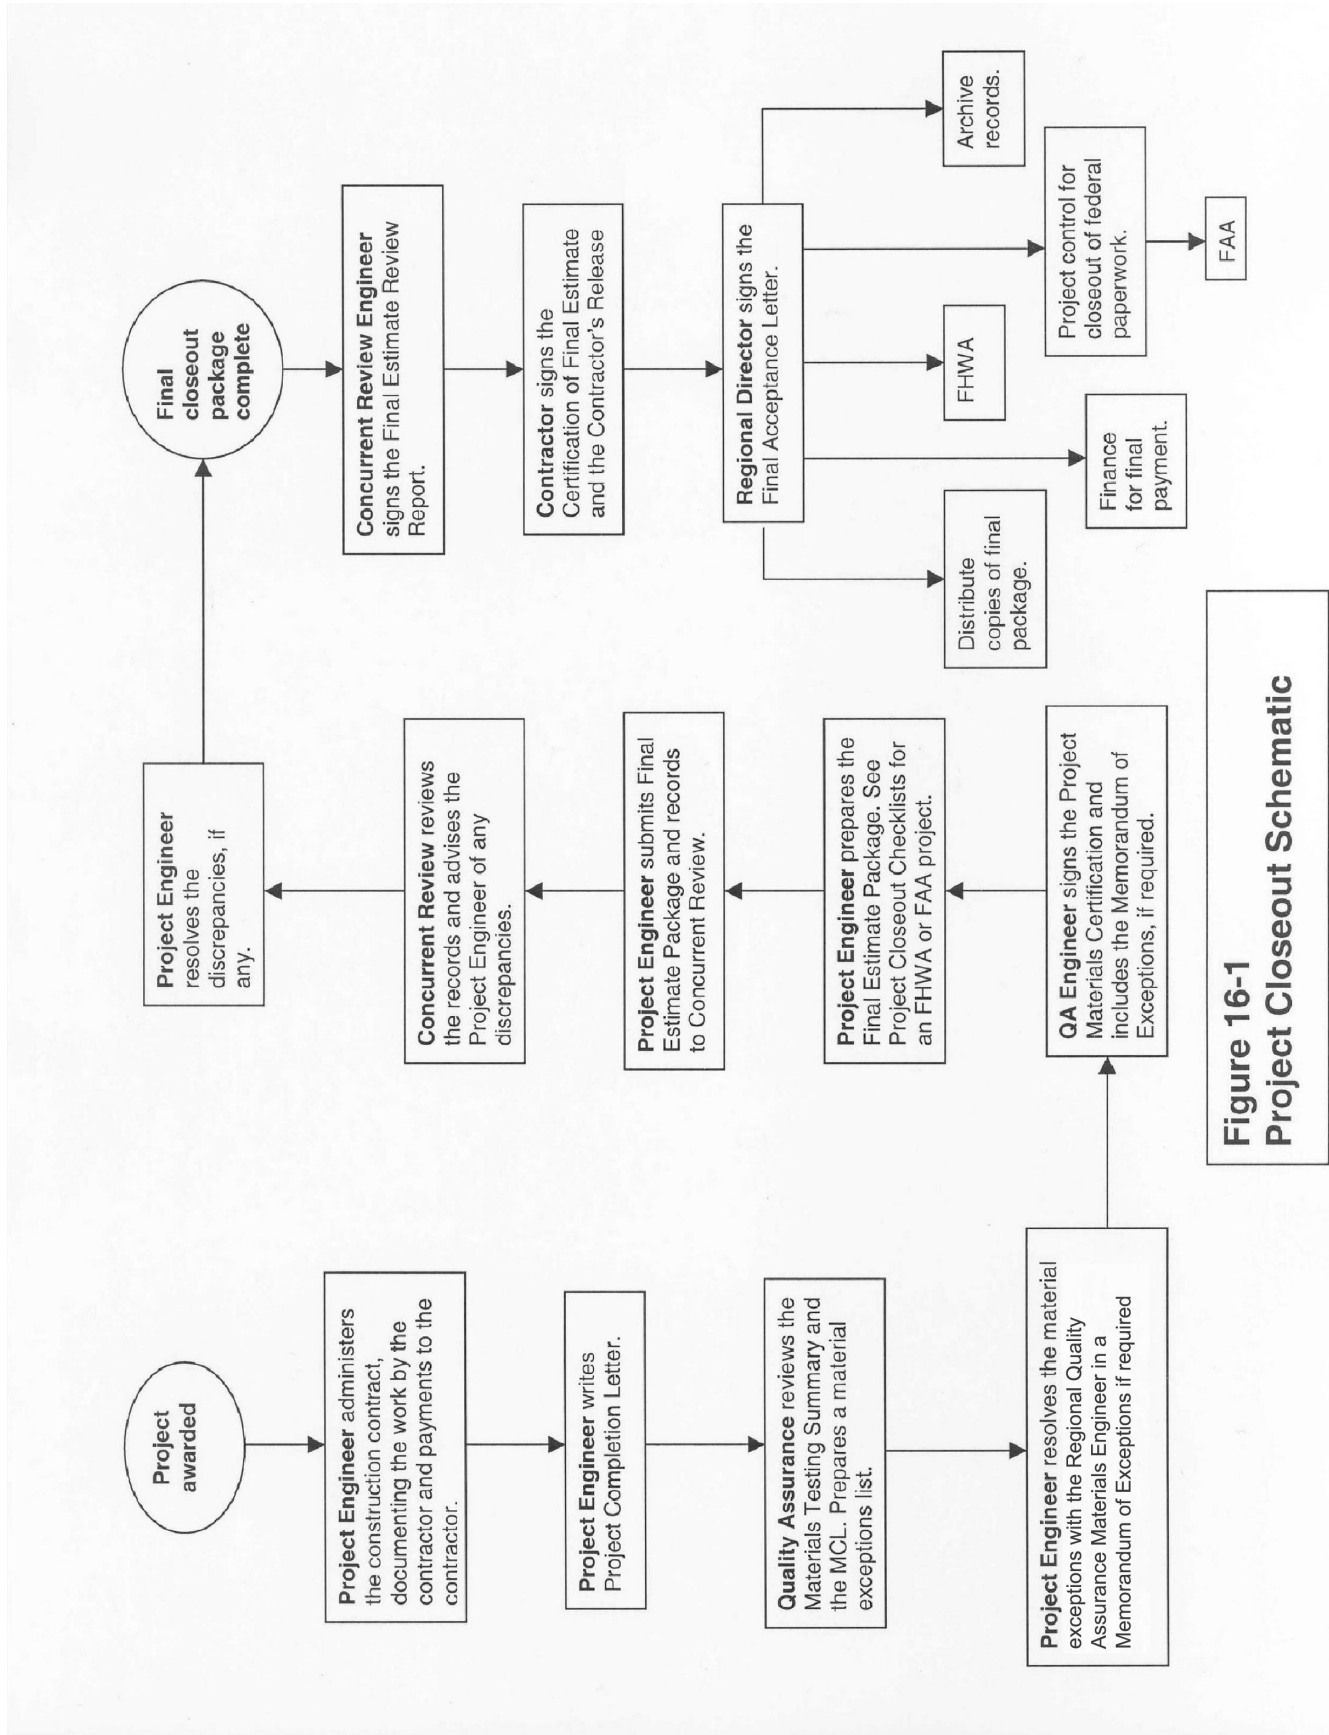 Project
awarded
Project Engineer administers
the construction contract,
documenting the work by the
contractor and payments to the
contractor.
Project Engineer writes
Project Completion Letter.
Quality Assurance reviews the
Materials Testing Summary and
the MCL. Prepares a material
exceptions list.
Project Engineer resolves the material
exceptions with the Regional Quality
Assurance Materials Engineer in a
Memorandum of Exceptions if required
QA Engineer signs the Project
Materials Certification and
includes the Memorandum of
Exceptions, if required.
Project Engineer prepares the
Final Estimate Package. See
Project Closeout Checklists for
an FHWA or FAA project.
Project Engineer submits Final
Estimate Package and records
to Concurrent Review.
Concurrent Review reviews
the records and advises the
Project Engineer of any
discrepancies.
Project Engineer
resolves the
discrepancies, if
any.
Final
closeout
package
complete
Concurrent Review Engineer
signs the Final Estimate Review
Report.
Contractor signs the
Certification of Final Estimate
and the Contractor's Release
Regional Director signs the
Final Acceptance Letter.
Distribute
copies of final
package.
Finance
for final
payment.
FHWA
Project control for
closeout of federal
paperwork.
FAA
Archive
records.
Figure 16-1
Project Closeout Schematic